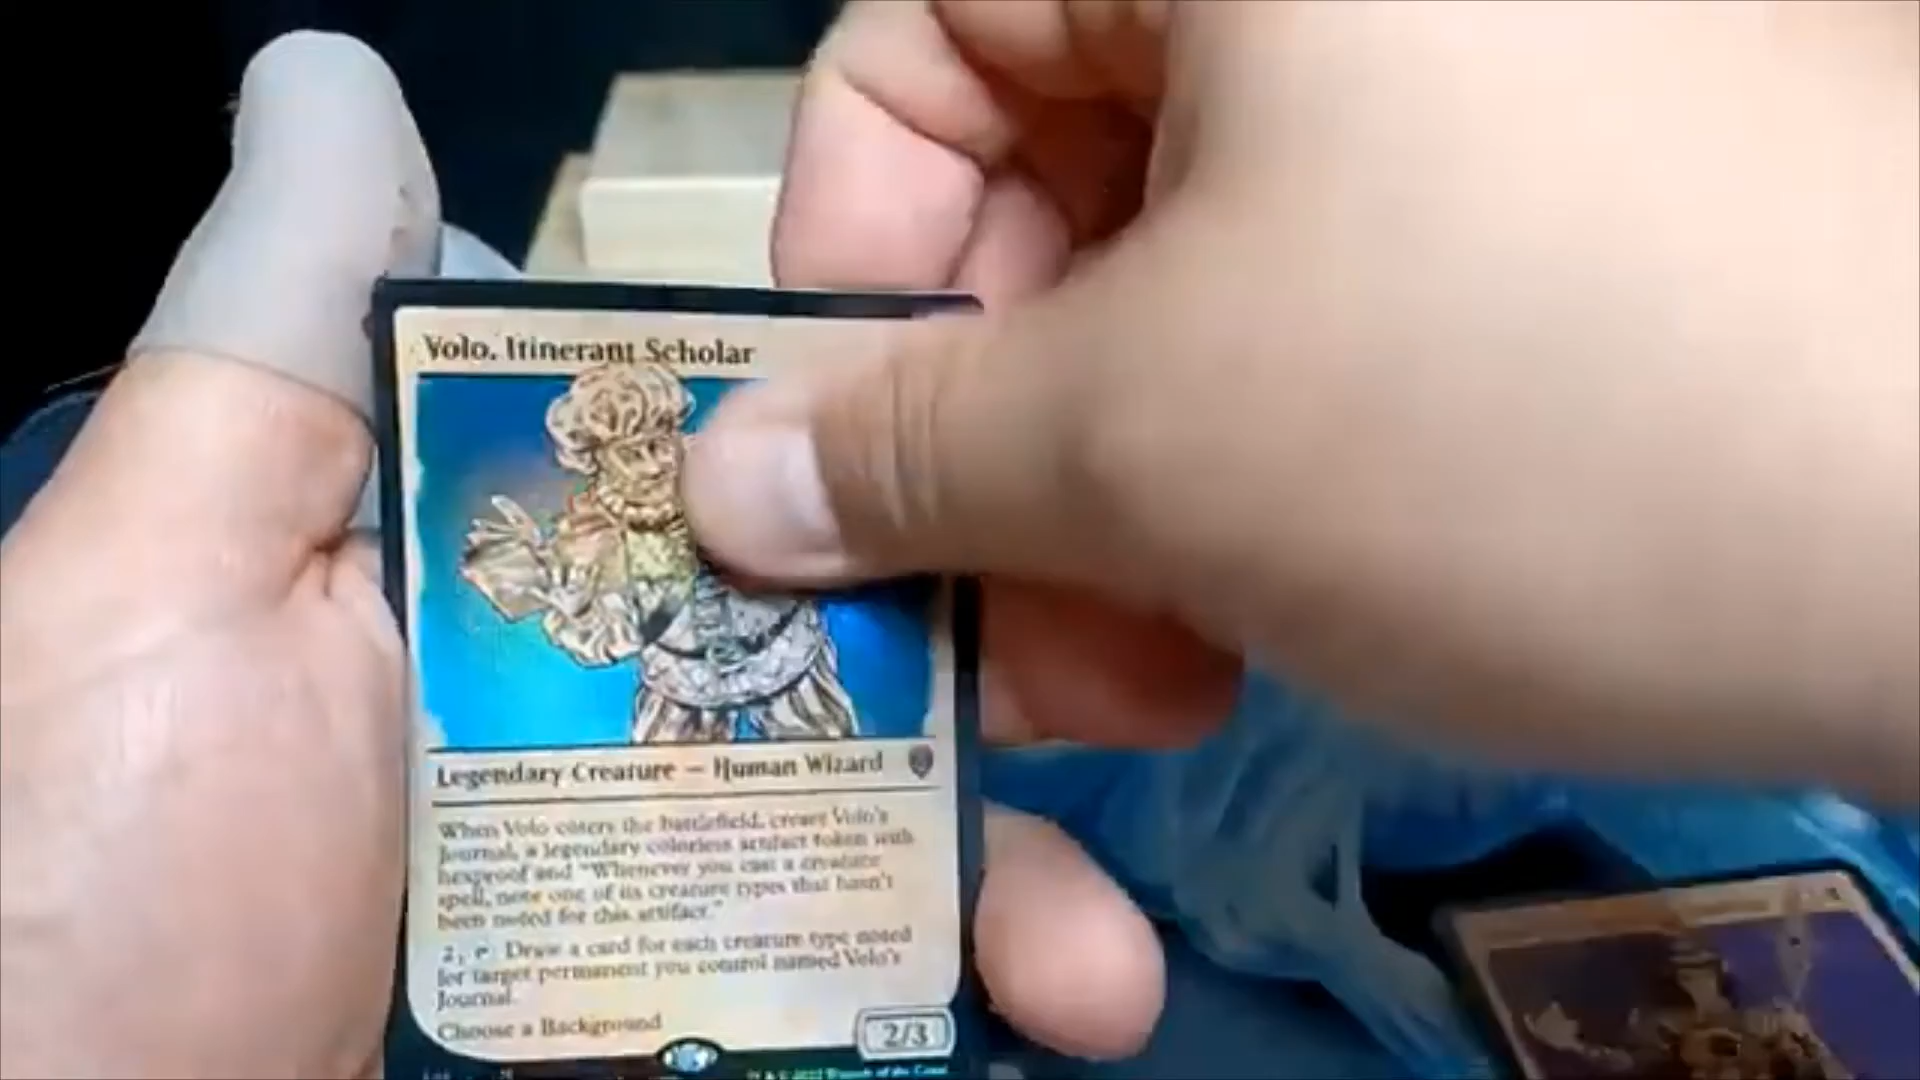 Volo, Itinerant Scholar
Legendary Creature — Human Wizard
When Volo enters the battlefield, create Volo's
Journal, a legendary colorless artifact token with
hexproof and "Whenever you cast a creature
spell, note one of its creature types that hasn't
been noted for this artifact."
2, T: Draw a card for each creature type noted
for target permanent you control named Volo's
Journal.
Choose a Background
2/3